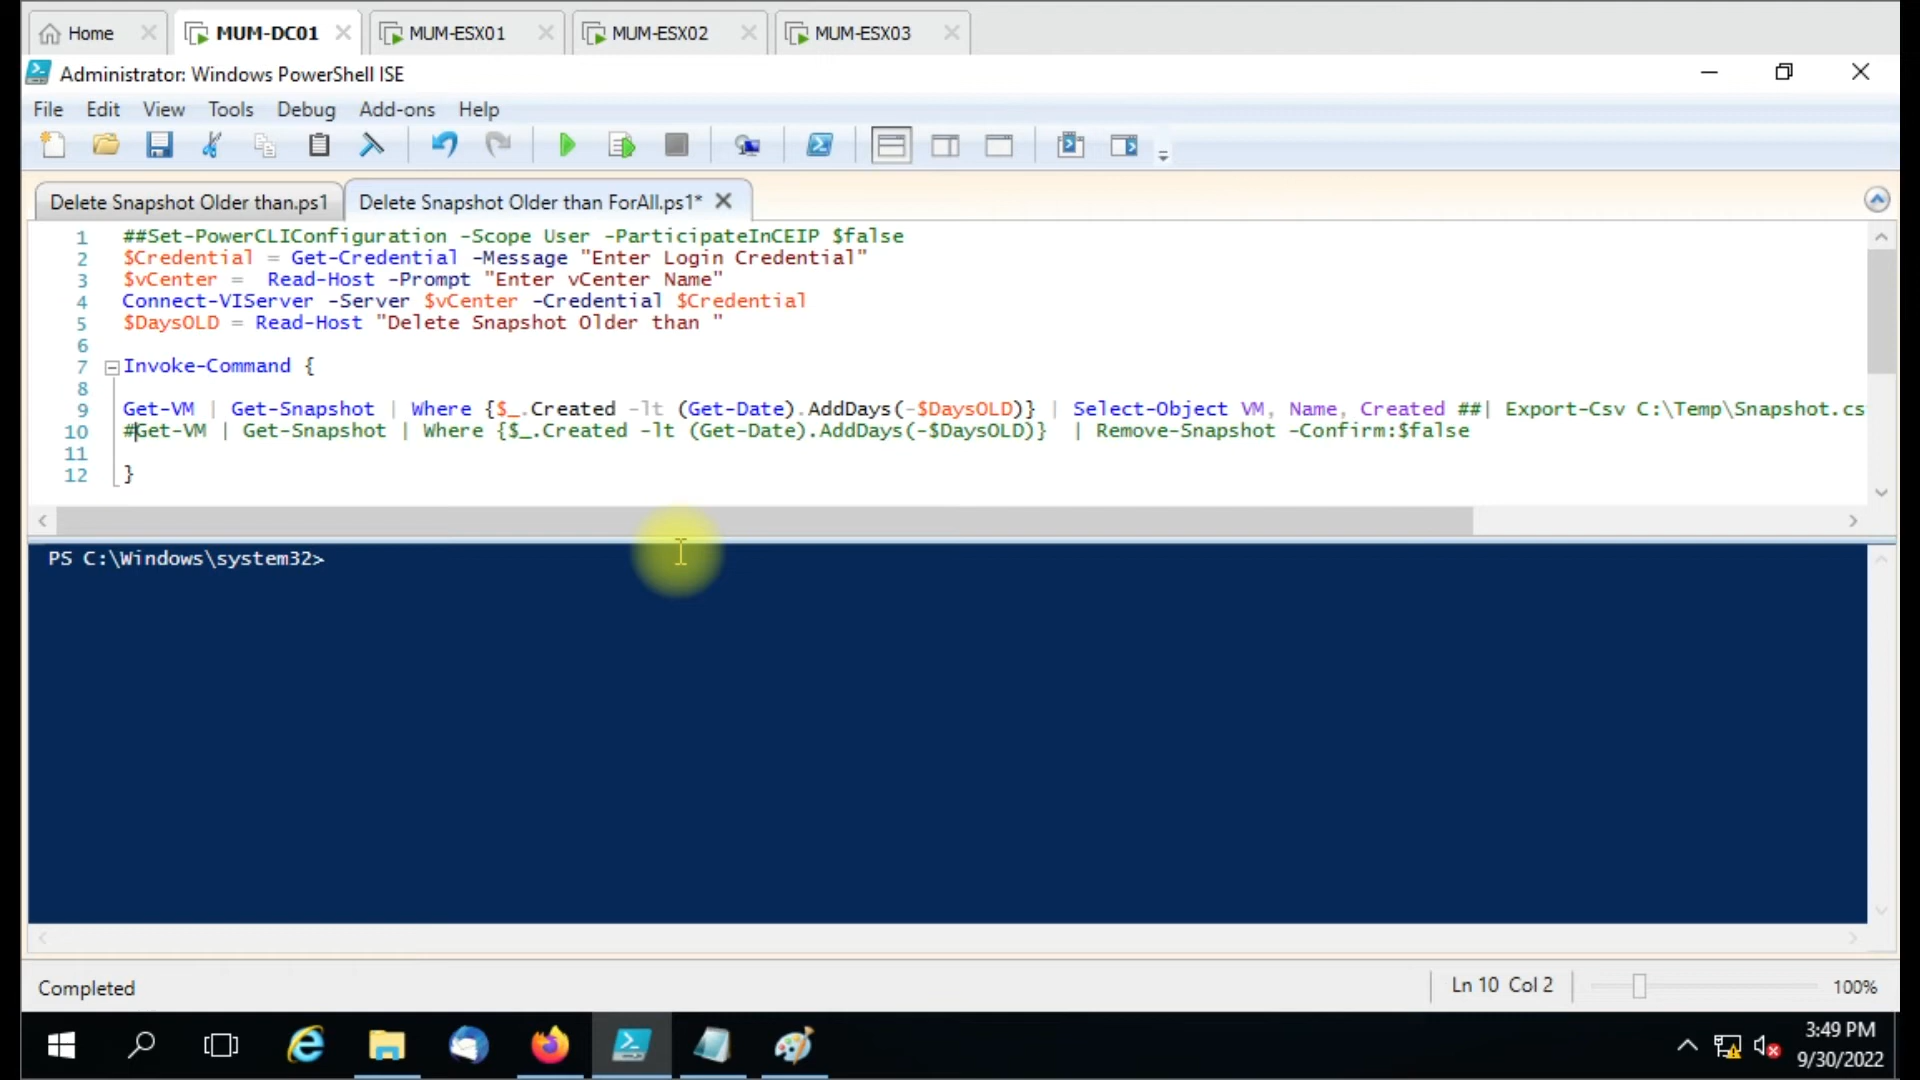 Home
MUM-DC01
MUM-ESX01
MUM-ESX02
MUM-ESX03
Administrator: Windows PowerShell ISE
File Edit View Tools Debug Add-ons Help
Delete Snapshot Older than.ps1
Delete Snapshot Older than ForAll.ps1*
1 ##Set-PowerCLIConfiguration -Scope User -ParticipateInCEIP $false
2 $Credential = Get-Credential -Message "Enter Login Credential"
3 $vCenter =  Read-Host -Prompt "Enter vCenter Name"
4 Connect-VIServer -Server $vCenter -Credential $Credential
5 $DaysOLD = Read-Host "Delete Snapshot Older than "
6
7 Invoke-Command {
8
9 Get-VM | Get-Snapshot | Where {$_.Created -lt (Get-Date).AddDays(-$DaysOLD)} | Select-Object VM, Name, Created ##| Export-Csv C:\Temp\Snapshot.cs
10 #Get-VM | Get-Snapshot | Where {$_.Created -lt (Get-Date).AddDays(-$DaysOLD)}  | Remove-Snapshot -Confirm:$false
11
12 }
PS C:\Windows\system32>
Completed
Ln 10 Col 2
100%
3:49 PM
9/30/2022